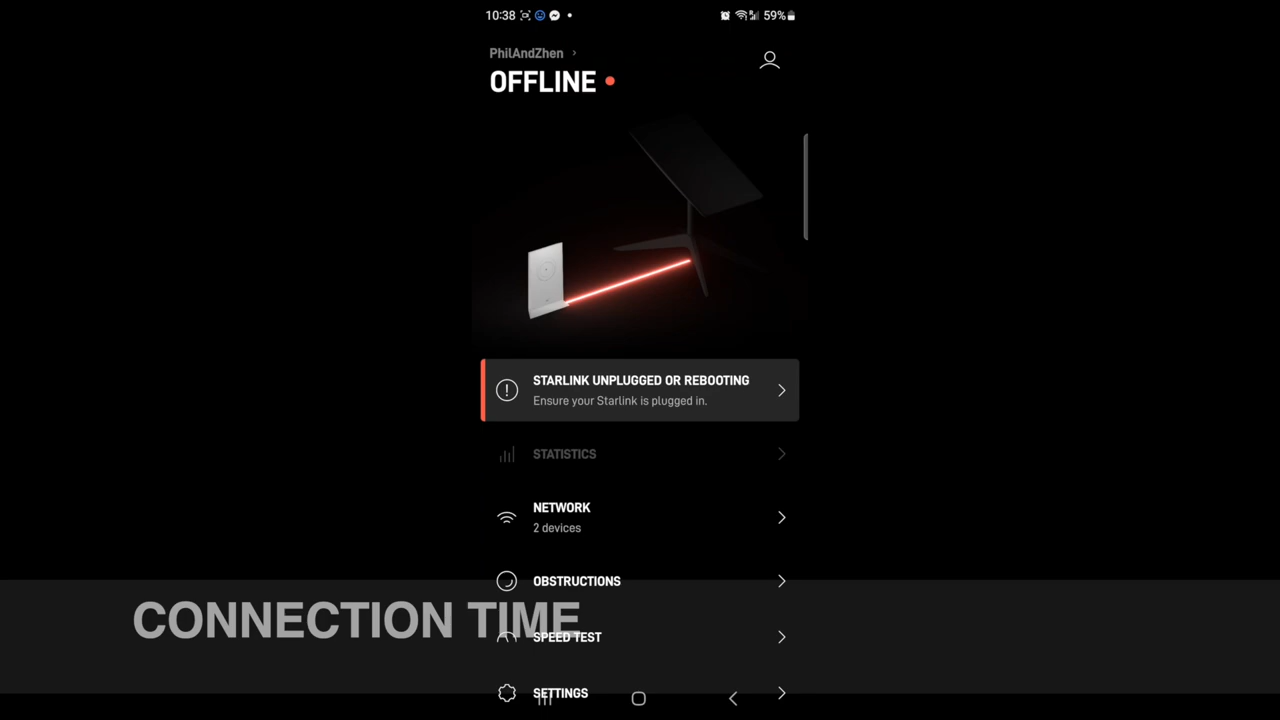 10:38
59%
PhilAndZhen
OFFLINE
STARLINK UNPLUGGED OR REBOOTING
Ensure your Starlink is plugged in.
STATISTICS
NETWORK
2 devices
OBSTRUCTIONS
CONNECTION TIME
SPEED TEST
SETTINGS